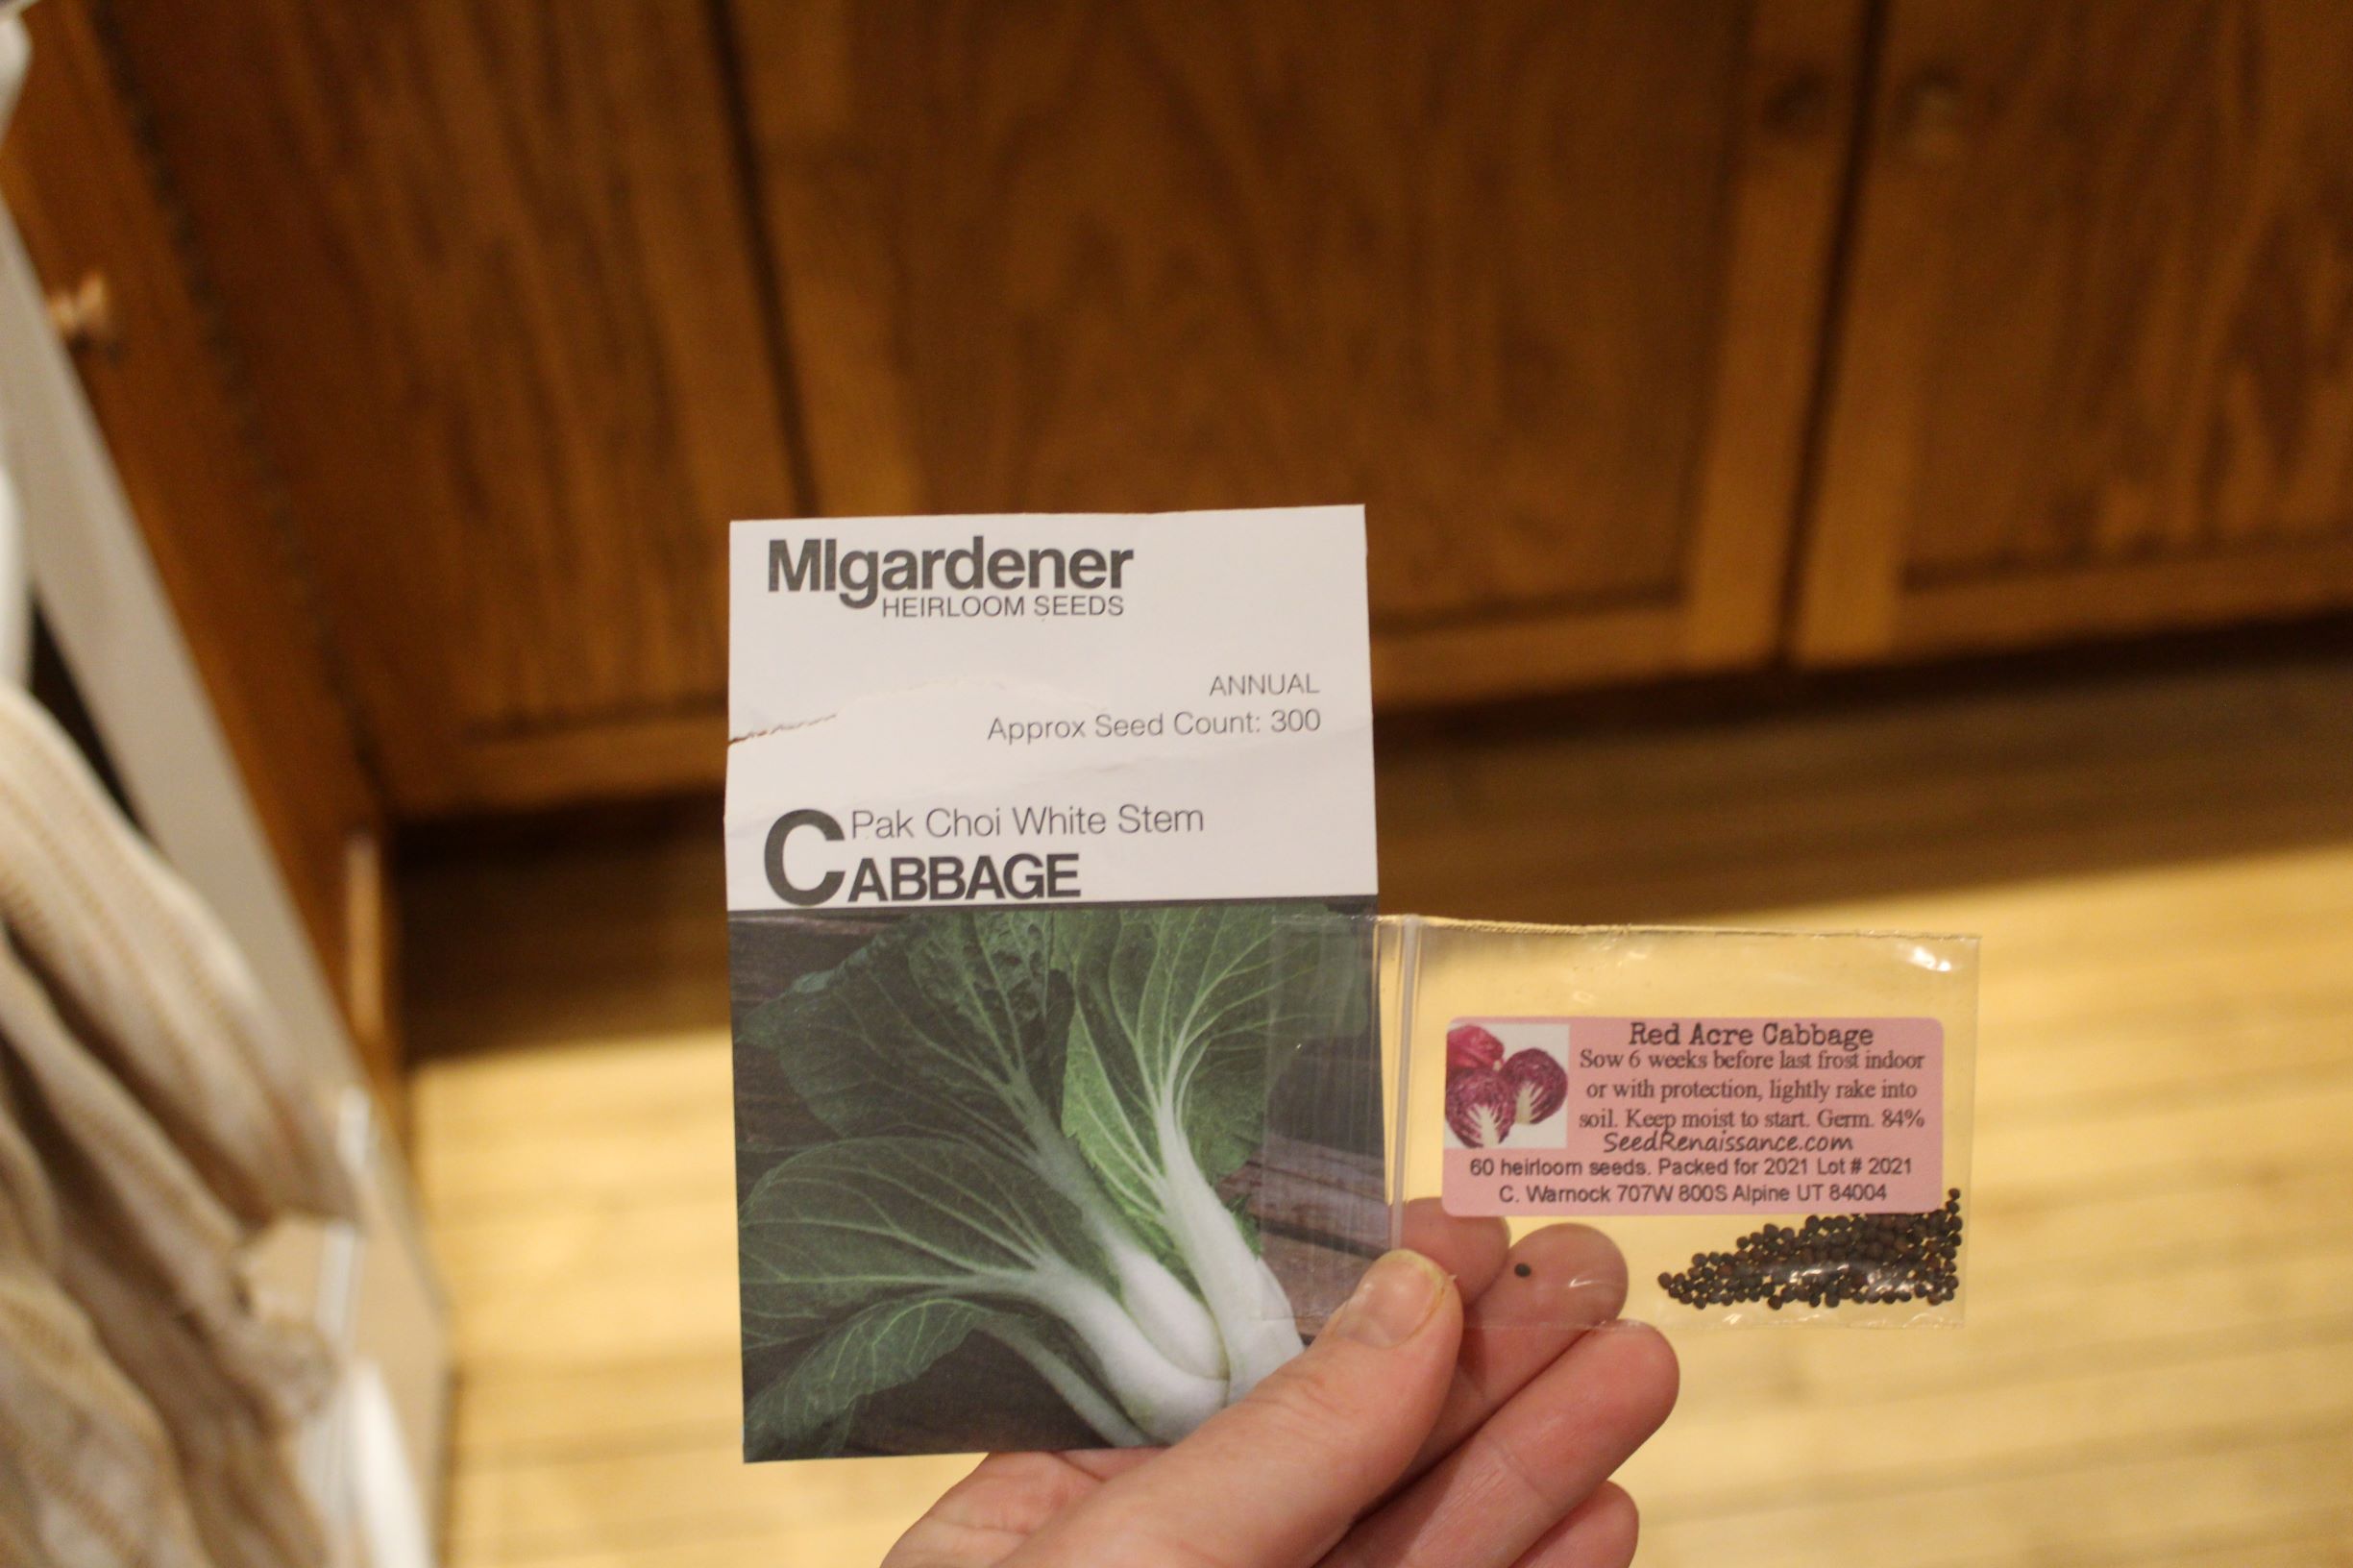 MIgardener
HEIRLOOM SEEDS
ANNUAL
Approx Seed Count: 300
Pak Choi White Stem
CABBAGE
Red Acre Cabbage
Sow 6 weeks before last frost indoor
or with protection, lightly rake into
soil. Keep moist to start. Germ. 84%
SeedRenaissance.com
60 heirloom seeds. Packed for 2021 Lot # 2021
C. Warnock 707W 800S Alpine UT 84004